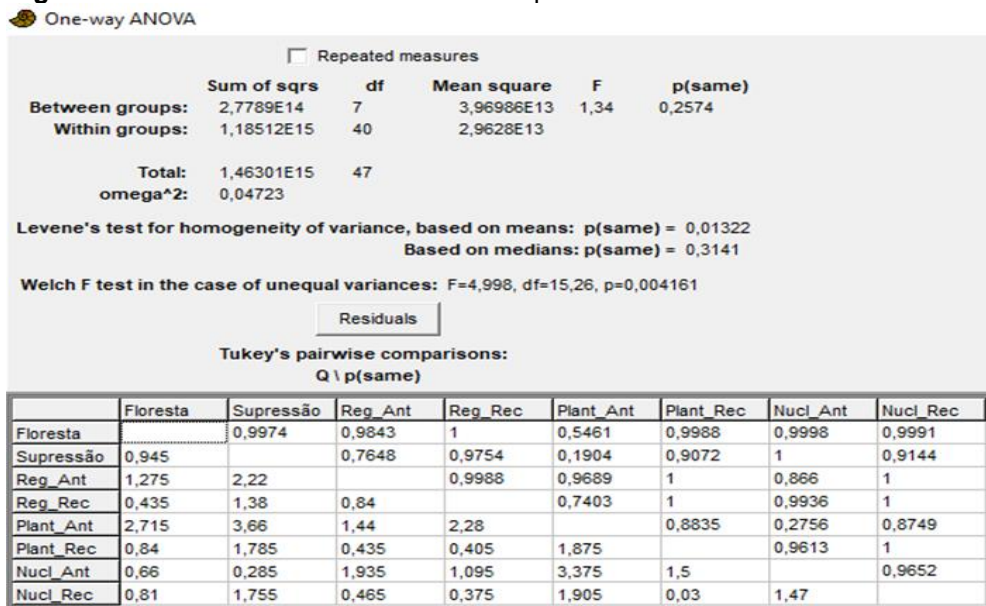 One-way ANOVA
Repeated measures
Sum of sqrs df Mean square F p(same)
Between groups: 2,7789E14 7 3,96986E13 1,34 0,2574
Within groups: 1,18512E15 40 2,9628E13
Total: 1,46301E15 47
omega^2: 0,04723
Levene's test for homogeneity of variance, based on means: p(same) = 0,01322
Based on medians: p(same) = 0,3141
Welch F test in the case of unequal variances: F=4,998, df=15,26, p=0,004161
Residuals
Tukey's pairwise comparisons:
Q \ p(same)
Floresta Supressão Reg_Ant Reg_Rec Plant_Ant Plant_Rec Nucl_Ant Nucl_Rec
Floresta 0,9974 0,9843 1 0,5461 0,9988 0,9998 0,9991
Supressão 0,945 0,7648 0,9754 0,1904 0,9072 1 0,9144
Reg_Ant 1,275 2,22 0,9988 0,9689 1 0,866 1
Reg_Rec 0,435 1,38 0,84 0,7403 1 0,9936 1
Plant_Ant 2,715 3,66 1,44 2,28 0,8835 0,2756 0,8749
Plant_Rec 0,84 1,785 0,435 0,405 1,875 0,9613 1
Nucl_Ant 0,66 0,285 1,935 1,095 3,375 1,5 0,9652
Nucl_Rec 0,81 1,755 0,465 0,375 1,905 0,03 1,47